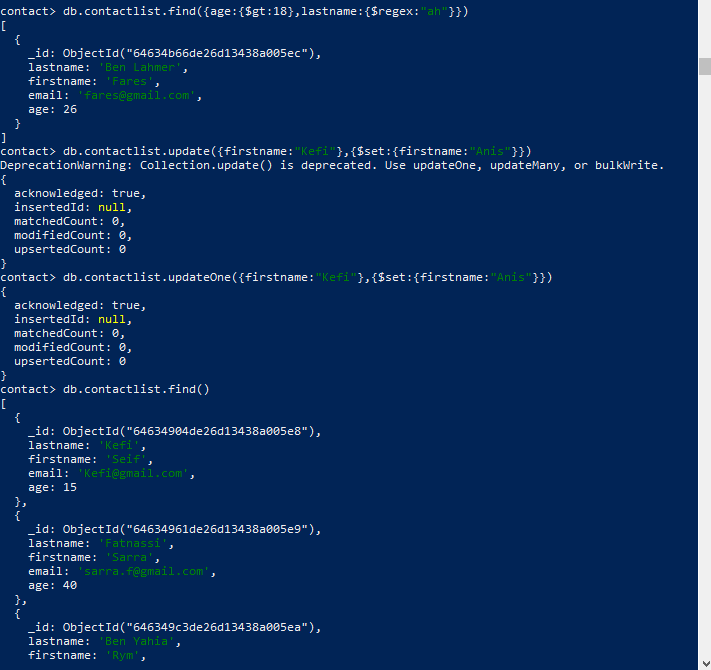 contact> db.contactlist.find({age:{$gt:18},lastname:{$regex:"ah"}})
[
  {
    _id: ObjectId("64634b66de26d13438a005ec"),
    lastname: 'Ben Lahmer',
    firstname: 'Fares',
    email: 'fares@gmail.com',
    age: 26
  }
]
contact> db.contactlist.update({firstname:"Kefi"},{$set:{firstname:"Anis"}})
DeprecationWarning: Collection.update() is deprecated. Use updateOne, updateMany, or bulkWrite.
{
  acknowledged: true,
  insertedId: null,
  matchedCount: 0,
  modifiedCount: 0,
  upsertedCount: 0
}
contact> db.contactlist.updateOne({firstname:"Kefi"},{$set:{firstname:"Anis"}})
{
  acknowledged: true,
  insertedId: null,
  matchedCount: 0,
  modifiedCount: 0,
  upsertedCount: 0
}
contact> db.contactlist.find()
[
  {
    _id: ObjectId("64634904de26d13438a005e8"),
    lastname: 'Kefi',
    firstname: 'Seif',
    email: 'Kefi@gmail.com',
    age: 15
  },
  {
    _id: ObjectId("64634961de26d13438a005e9"),
    lastname: 'Fatnassi',
    firstname: 'Sarra',
    email: 'sarra.f@gmail.com',
    age: 40
  },
  {
    _id: ObjectId("646349c3de26d13438a005ea"),
    lastname: 'Ben Yahia',
    firstname: 'Rym',